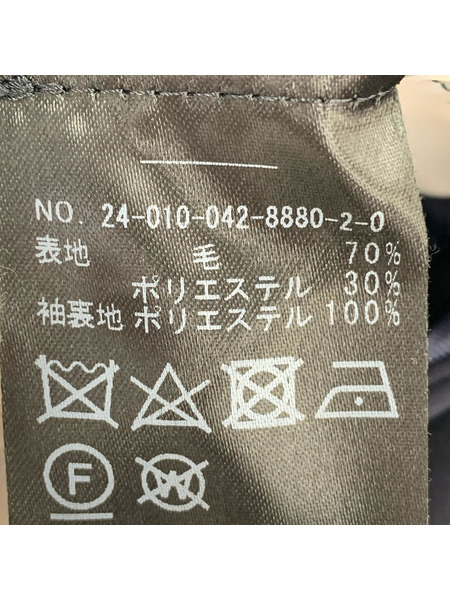 NO. 24-010-042-8880-2-0
表地 毛 70%
ポリエステル 30%
袖裏地 ポリエステル 100%
F
W